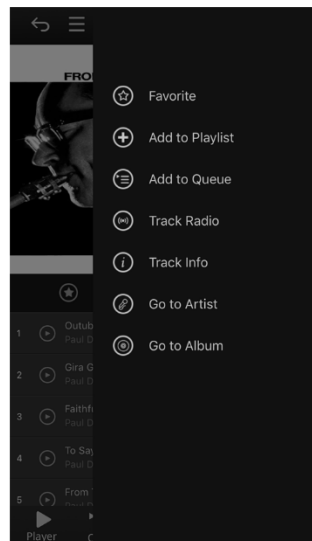 FRO
Favorite
Add to Playlist
Add to Queue
Track Radio
Track Info
Go to Artist
Go to Album
1
Outub
Paul D
2
Gira G
Paul D
3
Faithf
Paul D
4
To Say
Paul D
5
From
Paul D
Player